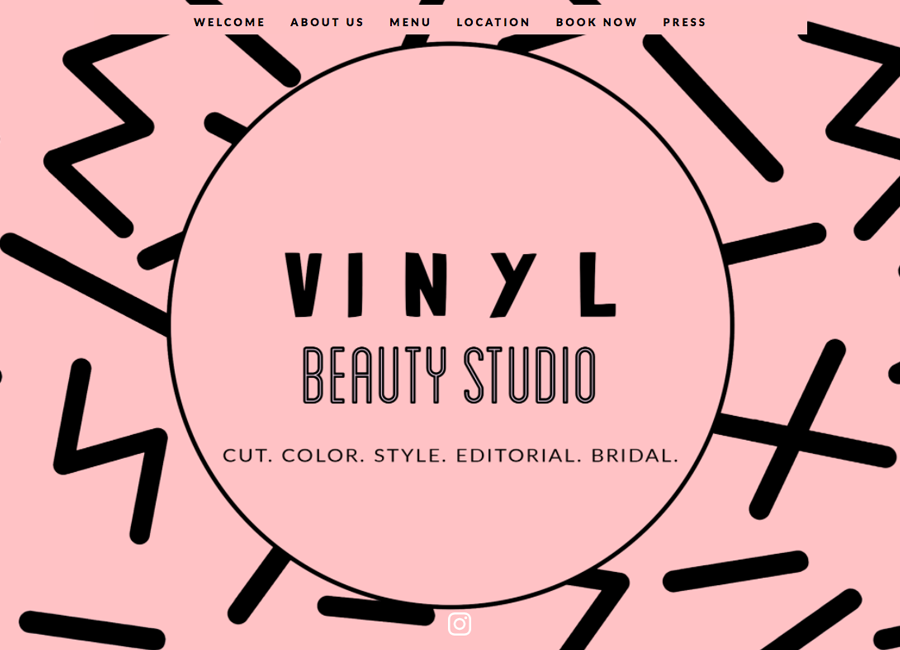 WELCOME ABOUT US MENU LOCATION BOOK NOW PRESS
VINYL
BEAUTY STUDIO
CUT. COLOR. STYLE. EDITORIAL. BRIDAL.